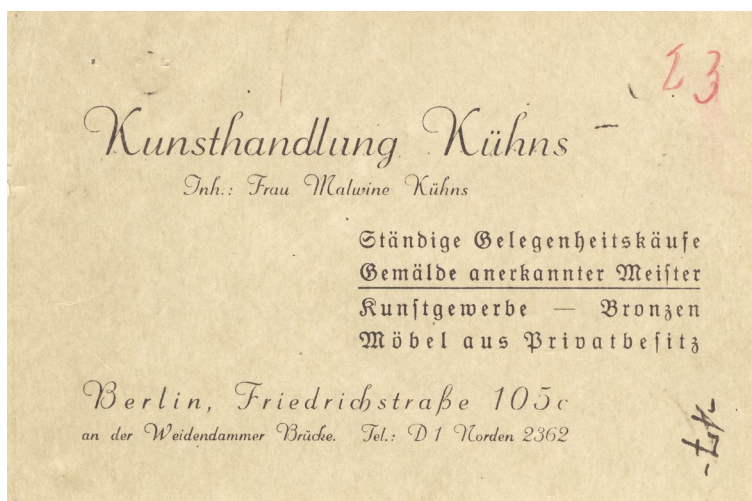 23
Kunsthandlung Kühns
Inh.: Frau Malwine Kühns
Ständige Gelegenheitskäufe
Gemälde anerkannter Meister
Kunstgewerbe — Bronzen
Möbel aus Privatbesitz
Berlin, Friedrichstraße 105c
an der Weidendammer Brücke. Tel.: D 1 Norden 2362